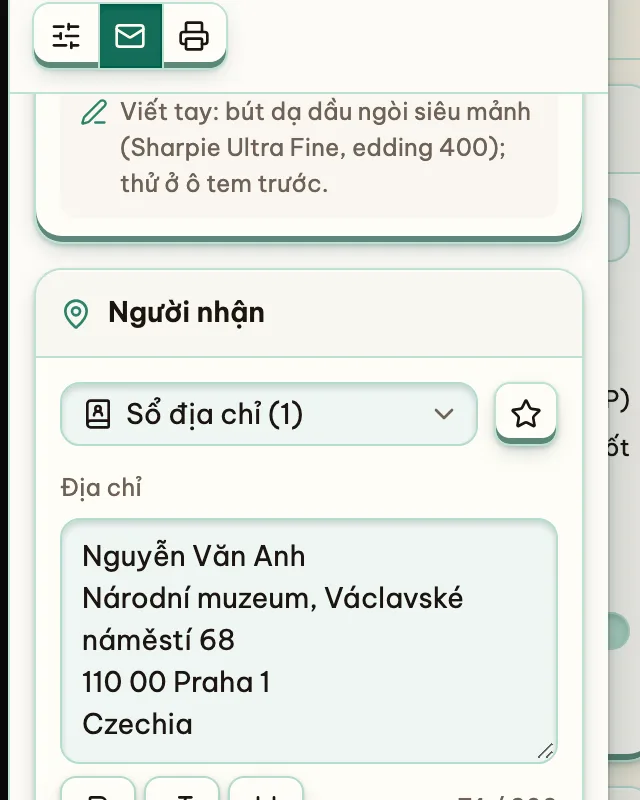 Viết tay: bút dạ dầu ngòi siêu mảnh
(Sharpie Ultra Fine, edding 400);
thử ở ô tem trước.
Người nhận
Sổ địa chỉ (1)
Địa chỉ
Nguyễn Văn Anh
Národní muzeum, Václavské
náměstí 68
110 00 Praha 1
Czechia